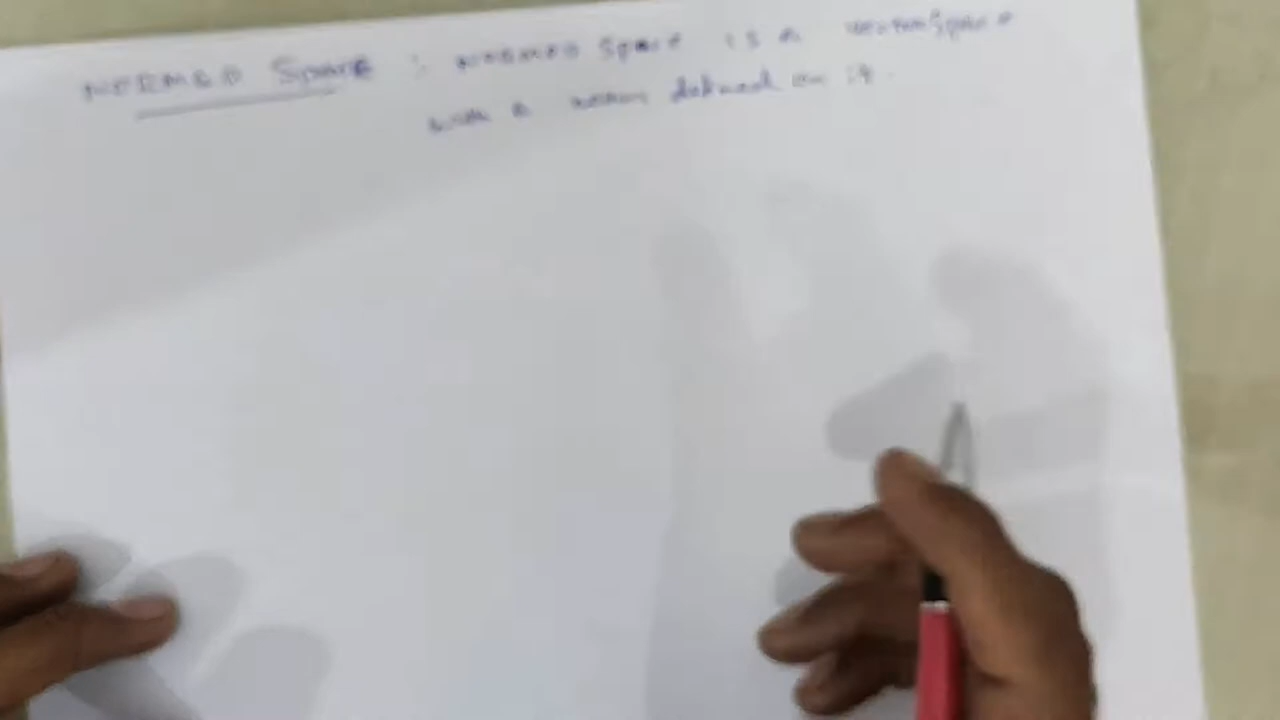 NORMED Space : NORMED Space is a vector space
with a norm defined on it.